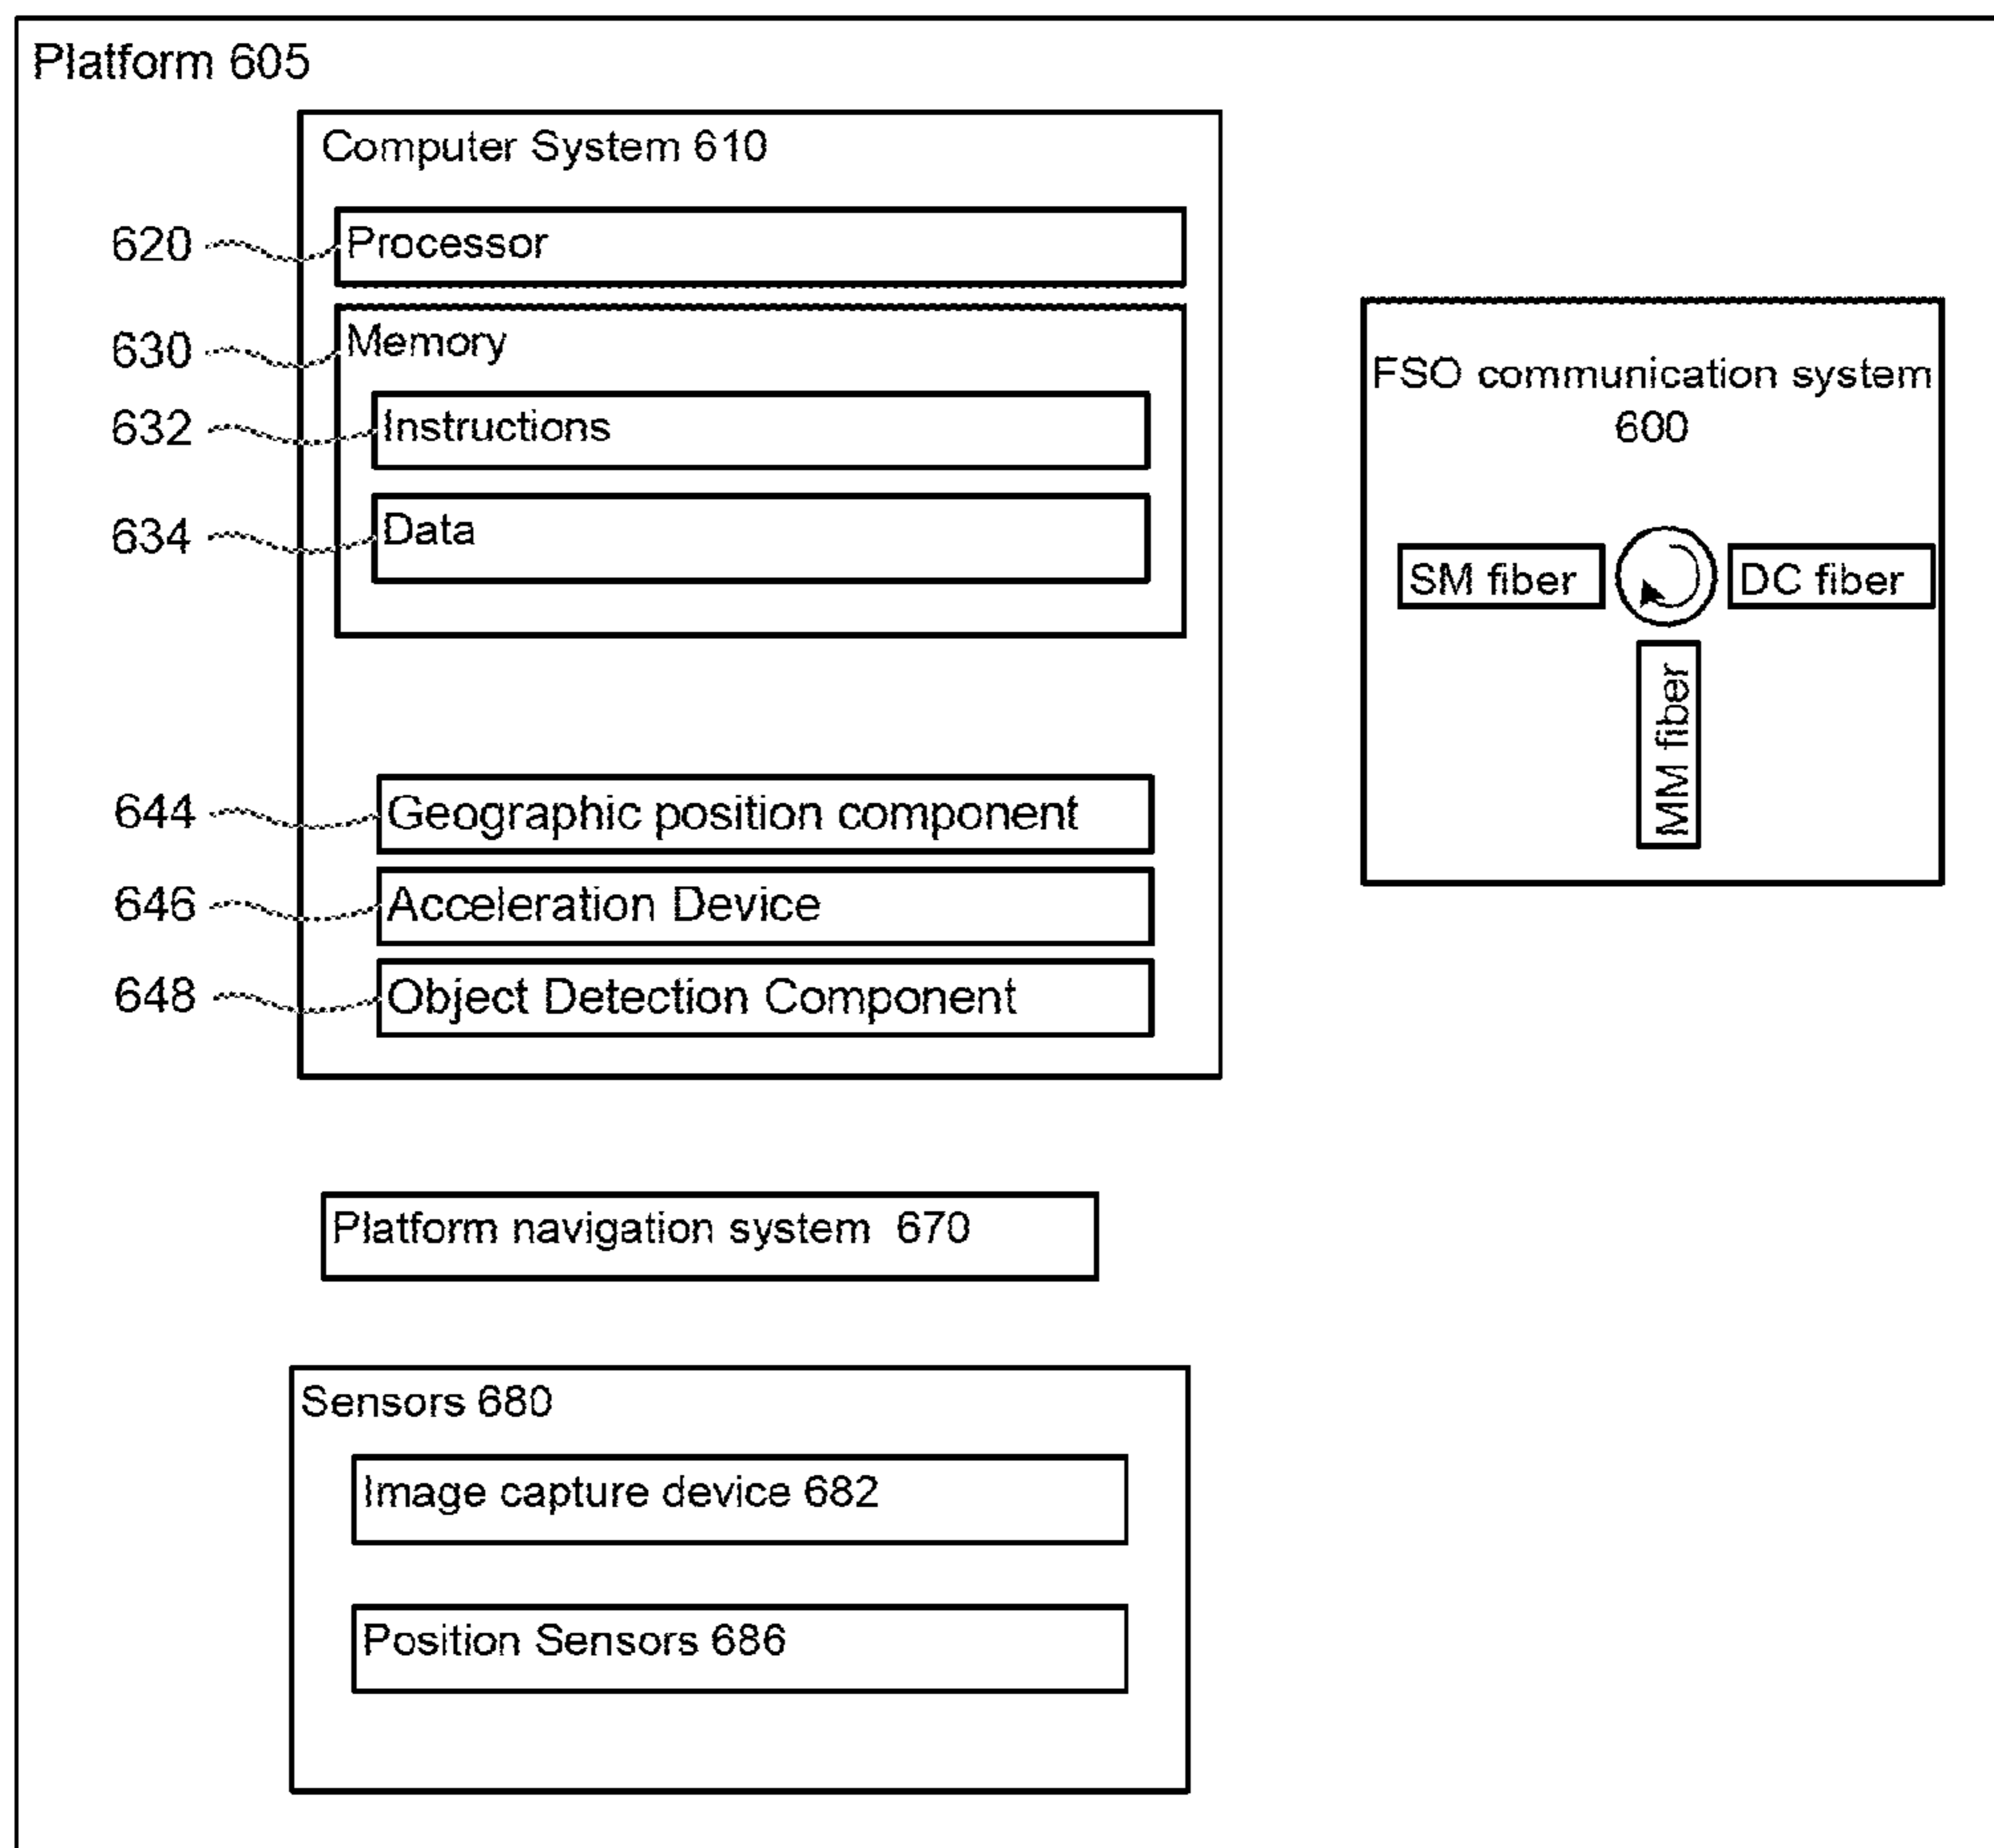 Platform 605
Computer System 610
620 Processor
630 Memory
632 Instructions
634 Data
644 Geographic position component
646 Acceleration Device
648 Object Detection Component
FSO communication system
600
SM fiber
DC fiber
MM fiber
Platform navigation system 670
Sensors 680
Image capture device 682
Position Sensors 686